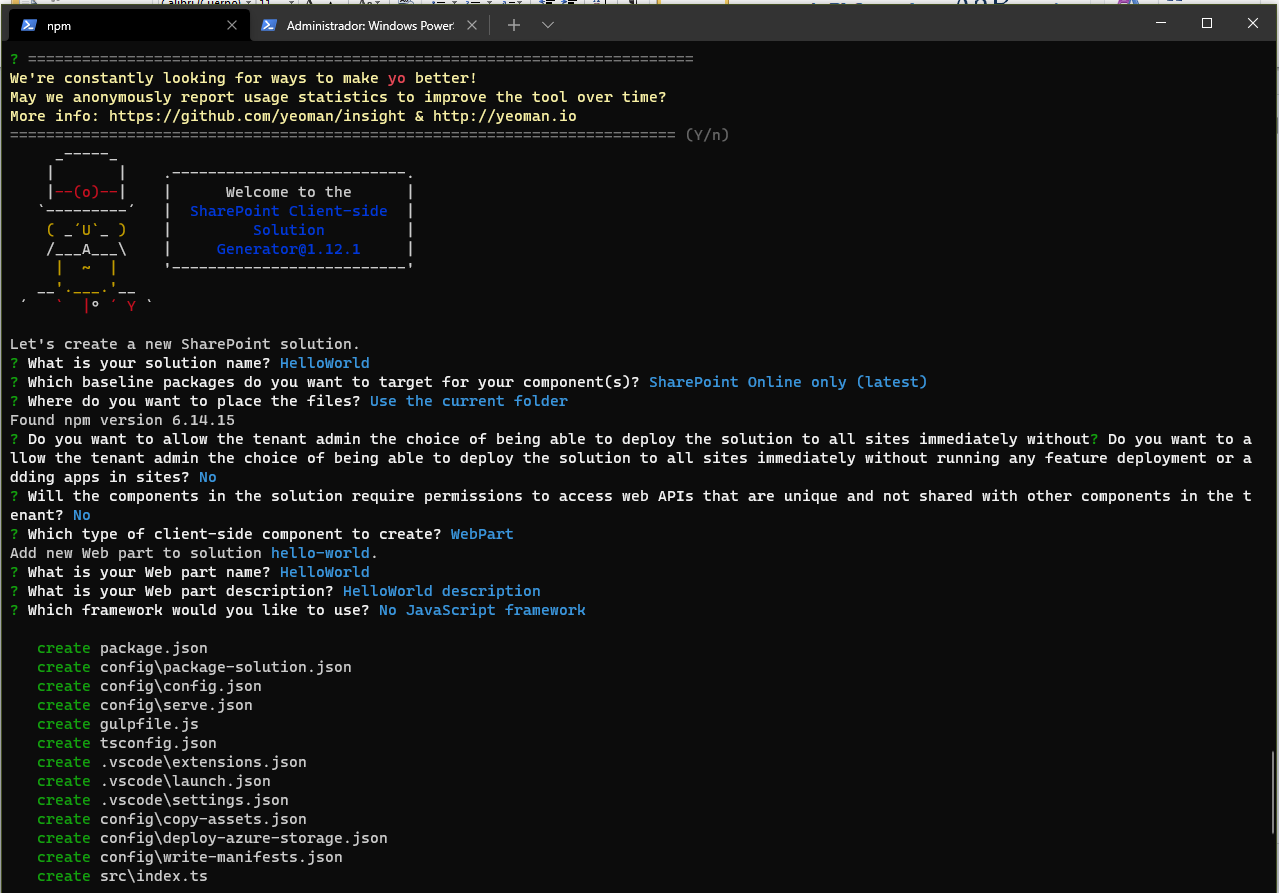 npm
Administrador: Windows Power
? ==========================================================================
We're constantly looking for ways to make yo better!
May we anonymously report usage statistics to improve the tool over time?
More info: https://github.com/yeoman/insight & http://yeoman.io
========================================================================== (Y/n)
Welcome to the
SharePoint Client-side
Solution
Generator@1.12.1
Let's create a new SharePoint solution.
? What is your solution name? HelloWorld
? Which baseline packages do you want to target for your component(s)? SharePoint Online only (latest)
? Where do you want to place the files? Use the current folder
Found npm version 6.14.15
? Do you want to allow the tenant admin the choice of being able to deploy the solution to all sites immediately without? Do you want to a
llow the tenant admin the choice of being able to deploy the solution to all sites immediately without running any feature deployment or a
dding apps in sites? No
? Will the components in the solution require permissions to access web APIs that are unique and not shared with other components in the t
enant? No
? Which type of client-side component to create? WebPart
Add new Web part to solution hello-world.
? What is your Web part name? HelloWorld
? What is your Web part description? HelloWorld description
? Which framework would you like to use? No JavaScript framework
create package.json
create config\package-solution.json
create config\config.json
create config\serve.json
create gulpfile.js
create tsconfig.json
create .vscode\extensions.json
create .vscode\launch.json
create .vscode\settings.json
create config\copy-assets.json
create config\deploy-azure-storage.json
create config\write-manifests.json
create src\index.ts